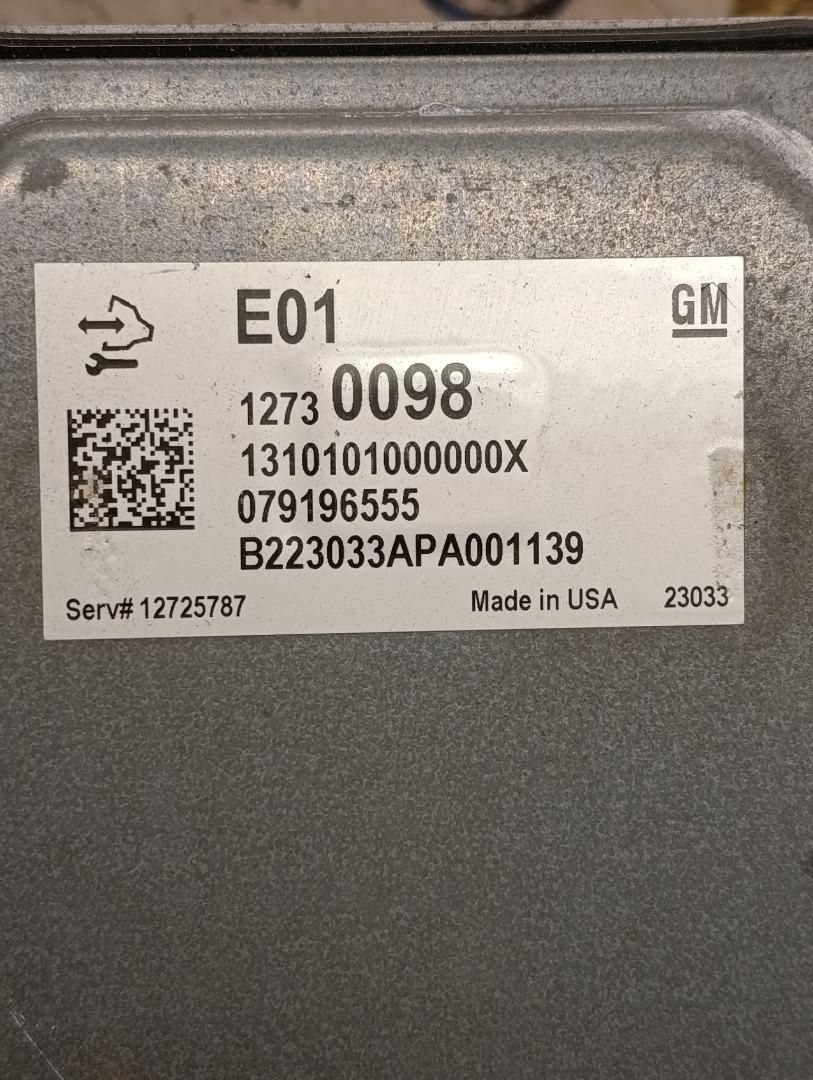 E01
GM
1273 0098
1310101000000X
079196555
B223033APA001139
Serv# 12725787 Made in USA 23033